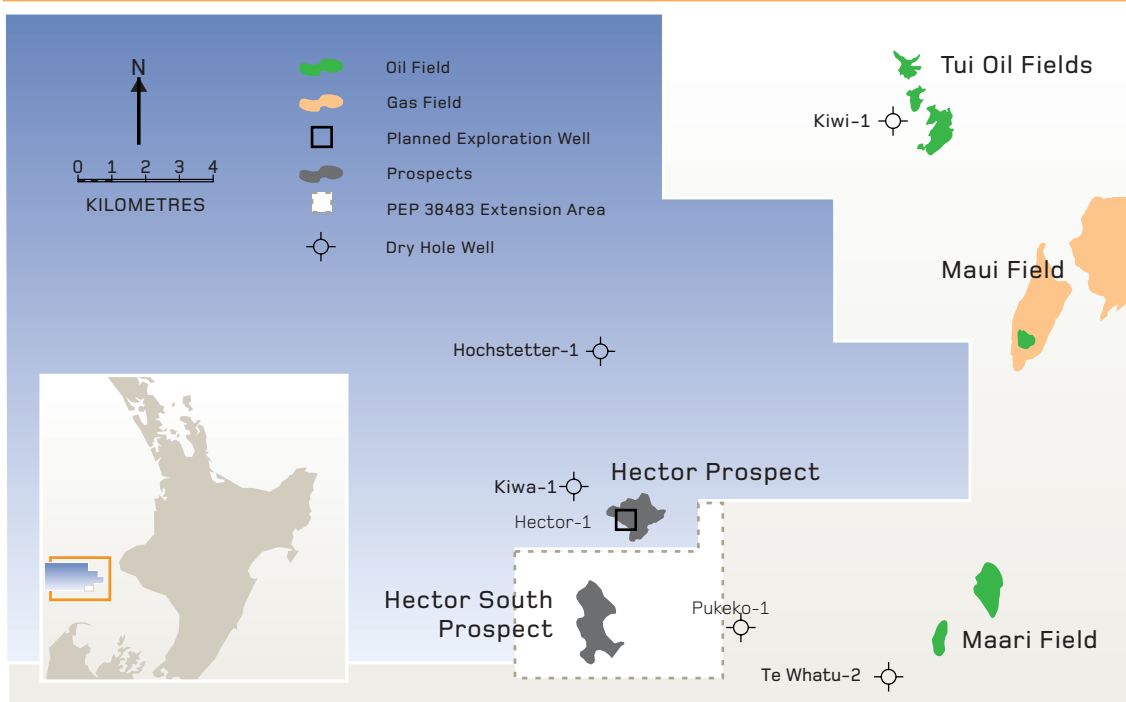 N
0 1 2 3 4
KILOMETRES
Oil Field
Gas Field
Planned Exploration Well
Prospects
PEP 38483 Extension Area
Dry Hole Well
Tui Oil Fields
Kiwi-1
Maui Field
Hochstetter-1
Kiwa-1
Hector Prospect
Hector-1
Hector South
Prospect
Pukeko-1
Maari Field
Te Whatu-2